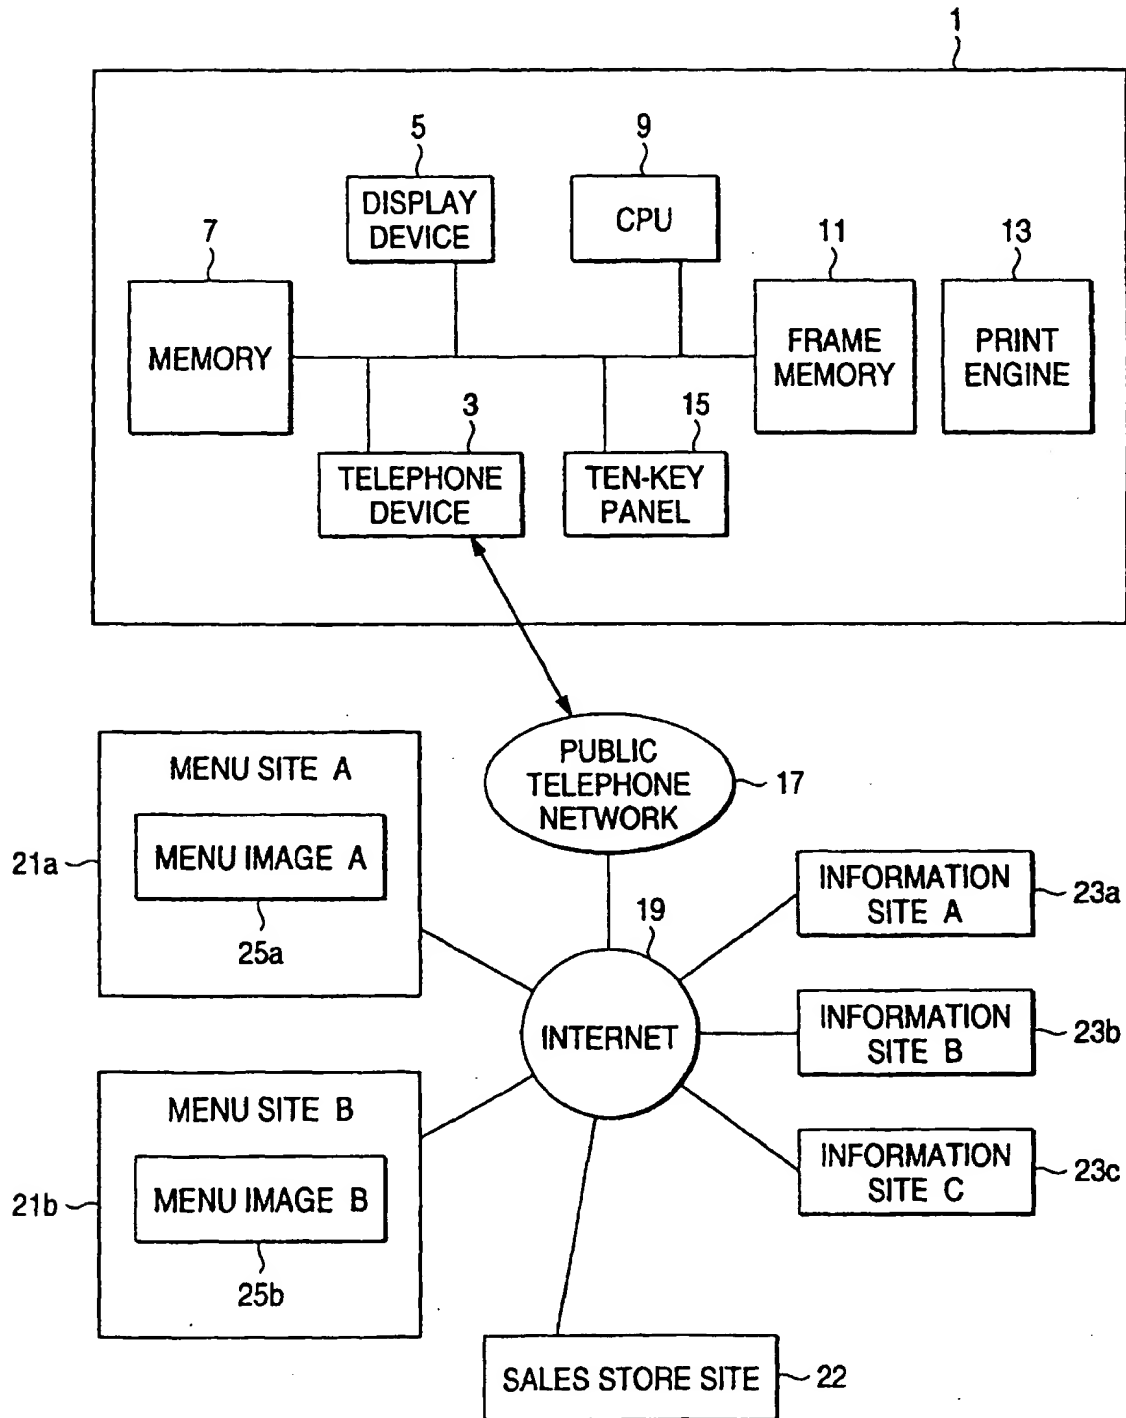 1
5
9
DISPLAY
DEVICE
CPU
7
11
13
MEMORY
FRAME
MEMORY
PRINT
ENGINE
3
15
TELEPHONE
DEVICE
TEN-KEY
PANEL
PUBLIC
TELEPHONE
NETWORK
17
MENU SITE A
MENU IMAGE A
21a
25a
19
INTERNET
INFORMATION
SITE A
23a
INFORMATION
SITE B
23b
INFORMATION
SITE C
23c
MENU SITE B
MENU IMAGE B
21b
25b
SALES STORE SITE
22